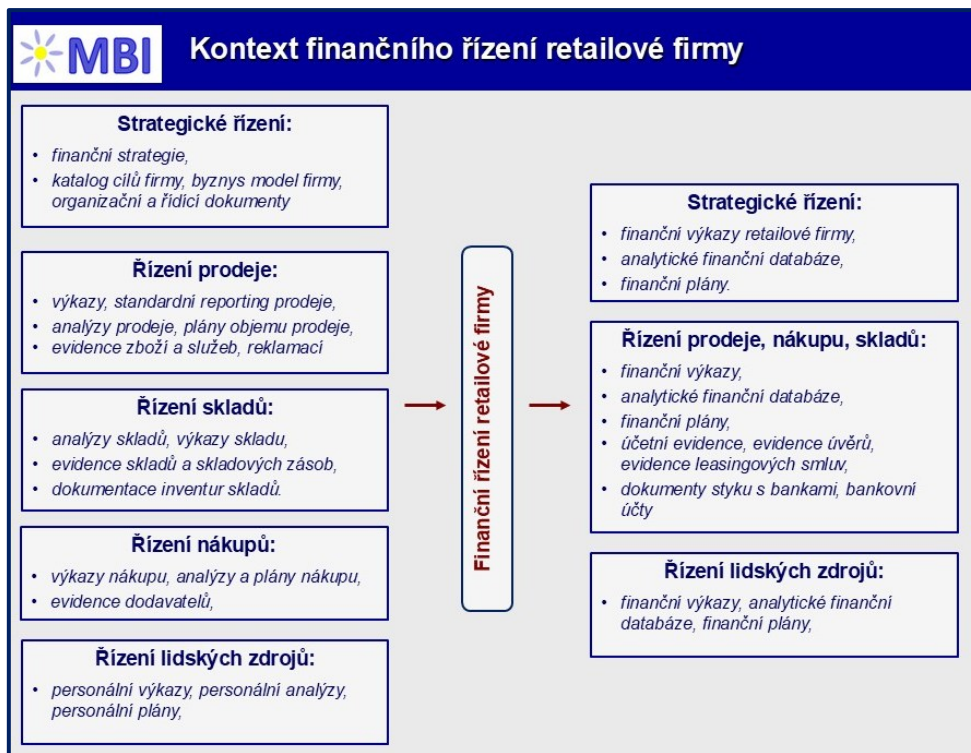 MBI
Kontext finančního řízení retailové firmy
Strategické řízení:
• finanční strategie,
• katalog cílů firmy, byznys model firmy,
organizační a řídící dokumenty
Řízení prodeje:
• výkazy, standardní reporting prodeje,
• analýzy prodeje, plány objemu prodeje,
• evidence zboží a služeb, reklamací
Řízení skladů:
• analýzy skladů, výkazy skladu,
• evidence skladů a skladových zásob,
• dokumentace inventur skladů.
Řízení nákupů:
• výkazy nákupu, analýzy a plány nákupu,
• evidence dodavatelů,
Řízení lidských zdrojů:
• personální výkazy, personální analýzy,
personální plány,
Finanční řízení retailové firmy
Strategické řízení:
• finanční výkazy retailové firmy,
• analytické finanční databáze,
• finanční plány.
Řízení prodeje, nákupu, skladů:
• finanční výkazy,
• analytické finanční databáze,
• finanční plány,
• účetní evidence, evidence úvěrů,
evidence leasingových smluv,
• dokumenty styku s bankami, bankovní
účty
Řízení lidských zdrojů:
• finanční výkazy, analytické finanční
databáze, finanční plány,